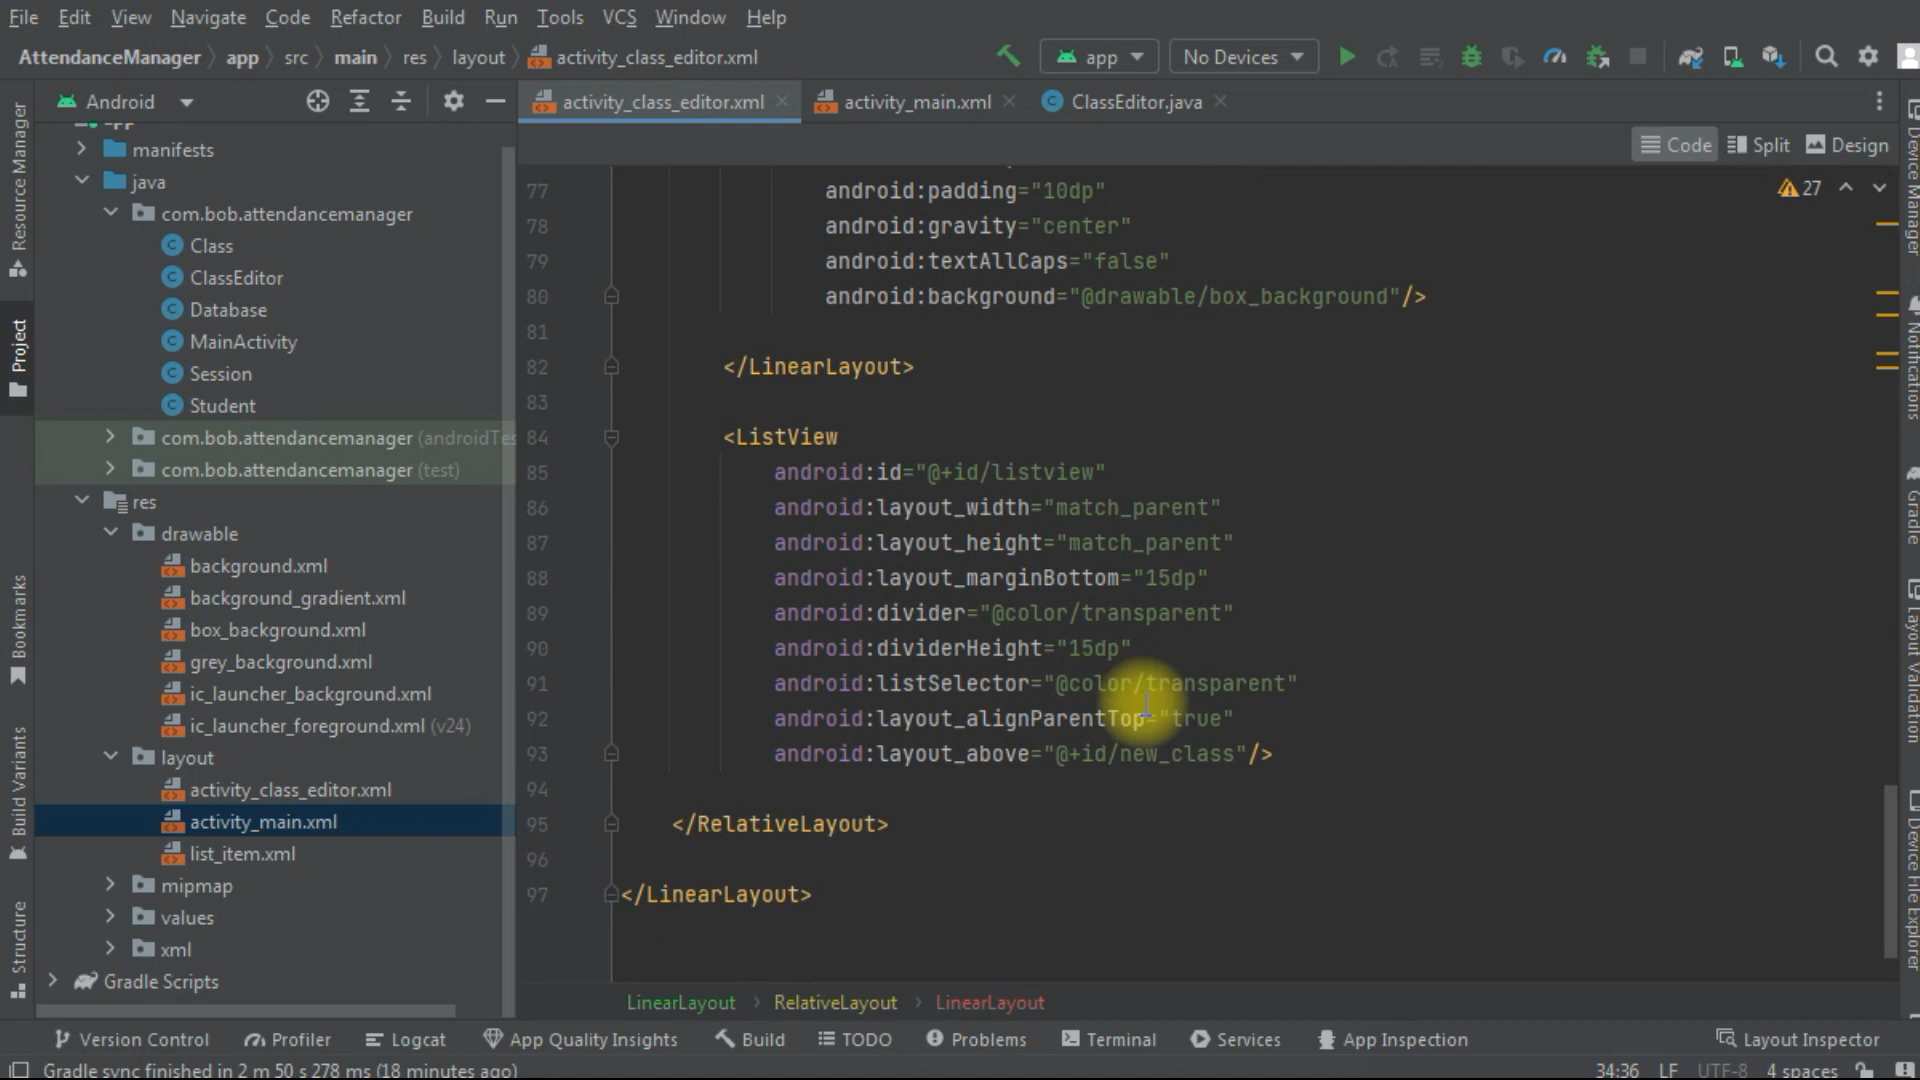 File Edit View Navigate Code Refactor Build Run Tools VCS Window Help
AttendanceManager app src main res layout activity_class_editor.xml app No Devices
Android
activity_class_editor.xml activity_main.xml ClassEditor.java
Code Split Design
app
manifests
java
com.bob.attendancemanager
Class
ClassEditor
Database
MainActivity
Session
Student
com.bob.attendancemanager (androidTes
com.bob.attendancemanager (test)
res
drawable
background.xml
background_gradient.xml
box_background.xml
grey_background.xml
ic_launcher_background.xml
ic_launcher_foreground.xml (v24)
layout
activity_class_editor.xml
activity_main.xml
list_item.xml
mipmap
values
xml
Gradle Scripts
27
77 android:padding="10dp"
78 android:gravity="center"
79 android:textAllCaps="false"
80 android:background="@drawable/box_background"/>
81
82 </LinearLayout>
83
84 <ListView
85 android:id="@+id/listview"
86 android:layout_width="match_parent"
87 android:layout_height="match_parent"
88 android:layout_marginBottom="15dp"
89 android:divider="@color/transparent"
90 android:dividerHeight="15dp"
91 android:listSelector="@color/transparent"
92 android:layout_alignParentTop="true"
93 android:layout_above="@+id/new_class"/>
94
95 </RelativeLayout>
96
97 </LinearLayout>
LinearLayout RelativeLayout LinearLayout
Resource Manager
Project
Bookmarks
Build Variants
Structure
Device Manager
Notifications
Gradle
Layout Validation
Device File Explorer
Version Control Profiler Logcat App Quality Insights Build TODO Problems Terminal Services App Inspection Layout Inspector
Gradle sync finished in 2 m 50 s 278 ms (18 minutes ago) 34:36 LF UTF-8 4 spaces